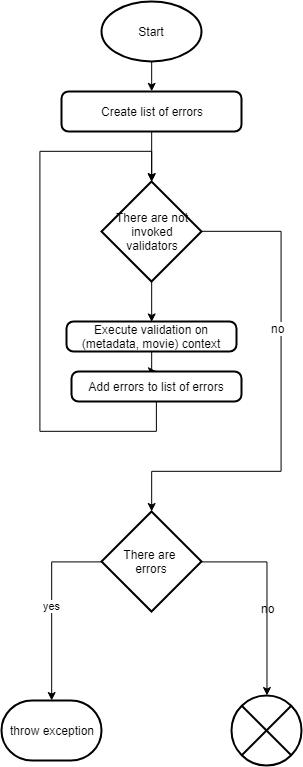 Start
Create list of errors
There are not
invoked
validators
no
Execute validation on
(metadata, movie) context
Add errors to list of errors
There are
errors
yes
no
throw exception